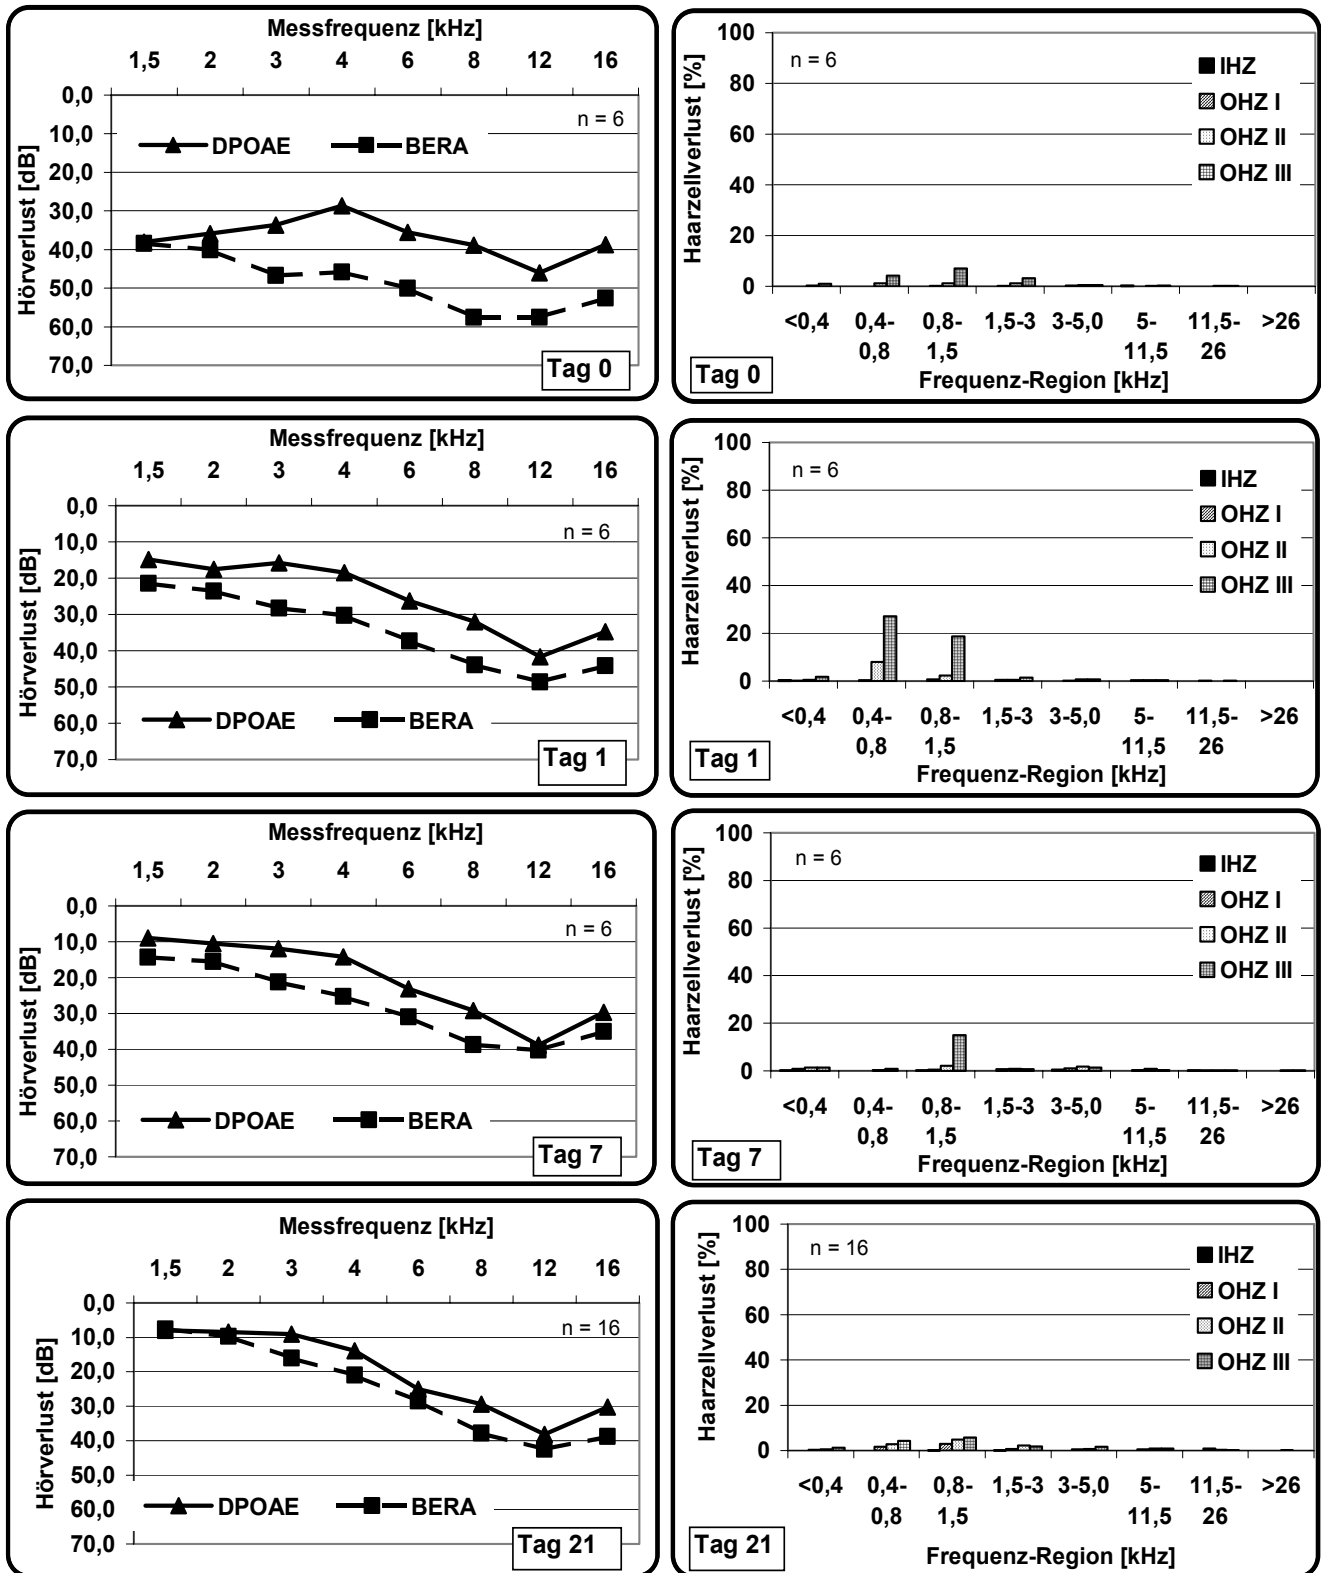 Messfrequenz [kHz]
1,5 2 3 4 6 8 12 16
0,0
10,0
20,0
30,0
40,0
50,0
60,0
70,0
Hörverlust [dB]
n = 6
DPOAE BERA
Tag 0
100
80
60
40
20
0
Haarzellverlust [%]
n = 6
IHZ
OHZ I
OHZ II
OHZ III
<0,4 0,4- 0,8- 1,5-3 3-5,0 5- 11,5- >26
0,8 1,5 11,5 26
Tag 0
Frequenz-Region [kHz]
Messfrequenz [kHz]
1,5 2 3 4 6 8 12 16
0,0
10,0
20,0
30,0
40,0
50,0
60,0
70,0
Hörverlust [dB]
n = 6
DPOAE BERA
Tag 1
100
80
60
40
20
0
Haarzellverlust [%]
n = 6
IHZ
OHZ I
OHZ II
OHZ III
<0,4 0,4- 0,8- 1,5-3 3-5,0 5- 11,5- >26
0,8 1,5 11,5 26
Tag 1
Frequenz-Region [kHz]
Messfrequenz [kHz]
1,5 2 3 4 6 8 12 16
0,0
10,0
20,0
30,0
40,0
50,0
60,0
70,0
Hörverlust [dB]
n = 6
DPOAE BERA
Tag 7
100
80
60
40
20
0
Haarzellverlust [%]
n = 6
IHZ
OHZ I
OHZ II
OHZ III
<0,4 0,4- 0,8- 1,5-3 3-5,0 5- 11,5- >26
0,8 1,5 11,5 26
Tag 7
Frequenz-Region [kHz]
Messfrequenz [kHz]
1,5 2 3 4 6 8 12 16
0,0
10,0
20,0
30,0
40,0
50,0
60,0
70,0
Hörverlust [dB]
n = 16
DPOAE BERA
Tag 21
100
80
60
40
20
0
Haarzellverlust [%]
n = 16
IHZ
OHZ I
OHZ II
OHZ III
<0,4 0,4- 0,8- 1,5-3 3-5,0 5- 11,5- >26
0,8 1,5 11,5 26
Tag 21
Frequenz-Region [kHz]